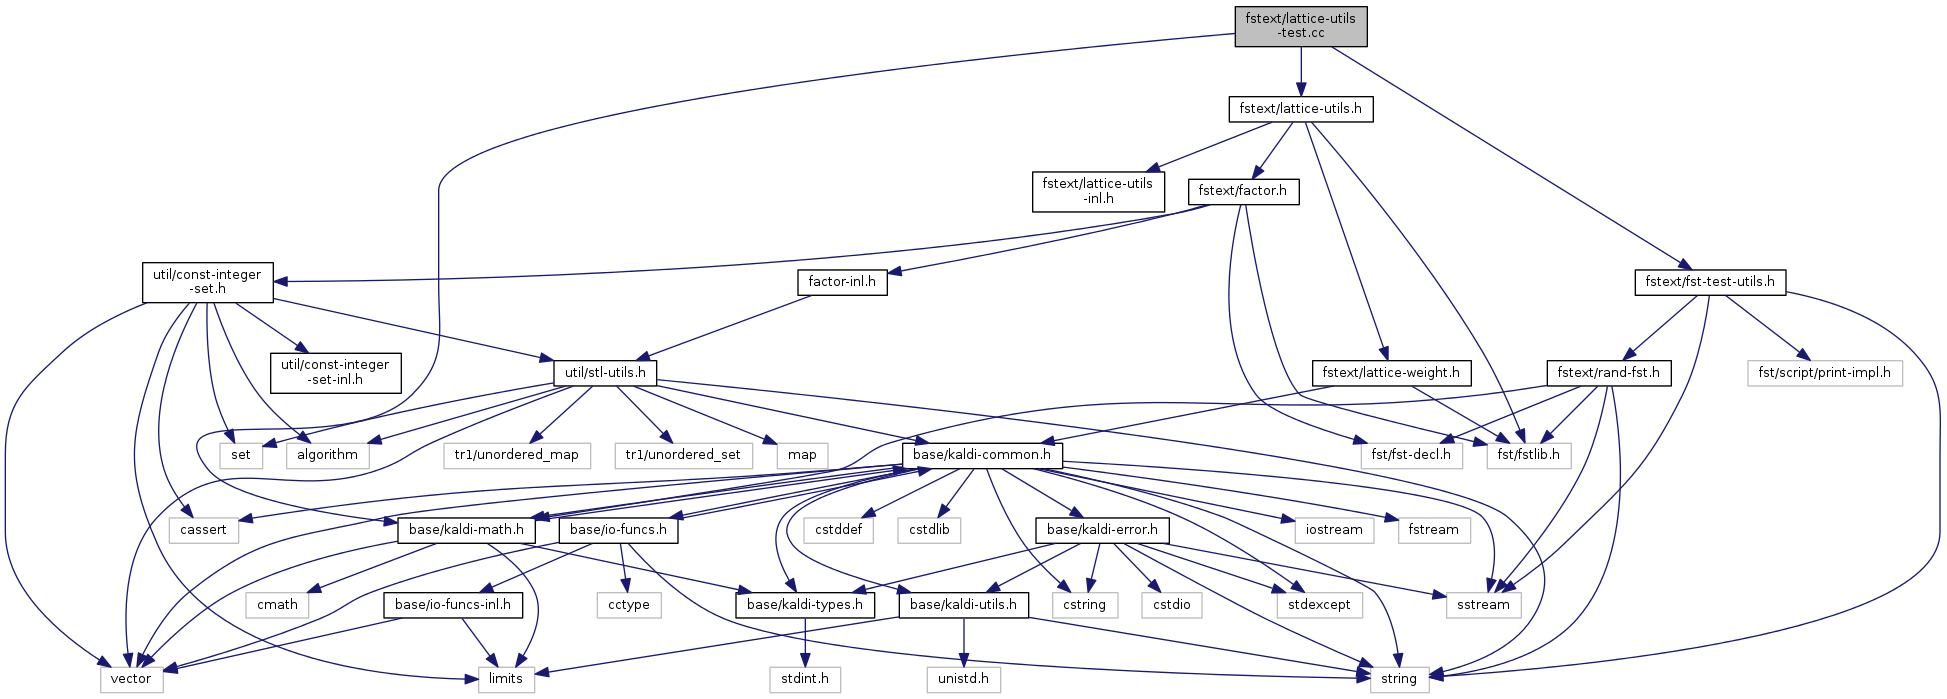 fstext/lattice-utils
-test.cc
fstext/lattice-utils.h
fstext/lattice-utils
-inl.h
fstext/factor.h
util/const-integer
-set.h
factor-inl.h
fstext/fst-test-utils.h
util/const-integer
-set-inl.h
util/stl-utils.h
fstext/lattice-weight.h
fstext/rand-fst.h
fst/script/print-impl.h
set
algorithm
tr1/unordered_map
tr1/unordered_set
map
base/kaldi-common.h
fst/fst-decl.h
fst/fstlib.h
cassert
base/kaldi-math.h
base/io-funcs.h
cstddef
cstdlib
base/kaldi-error.h
iostream
fstream
cmath
base/io-funcs-inl.h
cctype
base/kaldi-types.h
base/kaldi-utils.h
cstring
cstdio
stdexcept
sstream
vector
limits
stdint.h
unistd.h
string